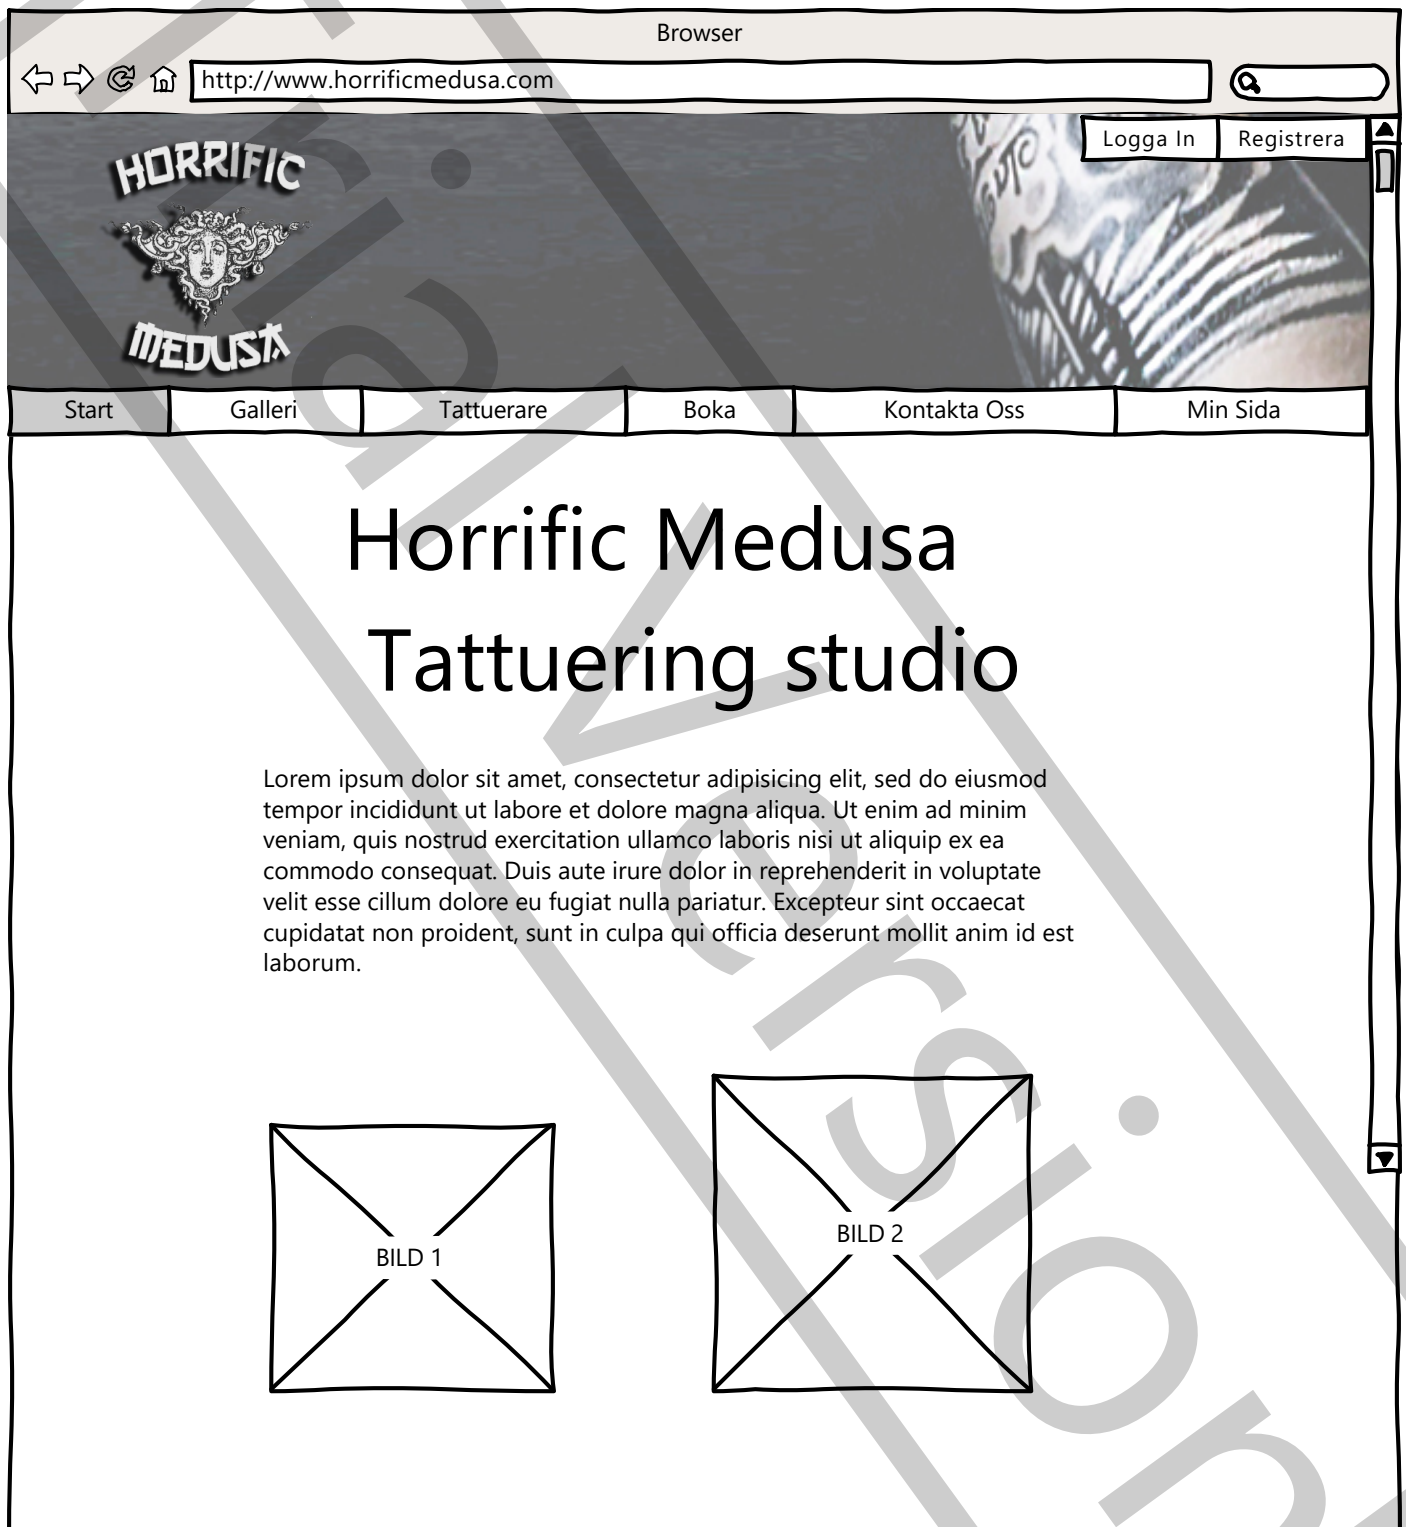 Browser
http://www.horrificmedusa.com
Logga In
Registrera
HORRIFIC
MEDUSA
Start
Galleri
Tattuerare
Boka
Kontakta Oss
Min Sida
Horrific Medusa
Tattuering studio
Lorem ipsum dolor sit amet, consectetur adipisicing elit, sed do eiusmod
tempor incididunt ut labore et dolore magna aliqua. Ut enim ad minim
veniam, quis nostrud exercitation ullamco laboris nisi ut aliquip ex ea
commodo consequat. Duis aute irure dolor in reprehenderit in voluptate
velit esse cillum dolore eu fugiat nulla pariatur. Excepteur sint occaecat
cupidatat non proident, sunt in culpa qui officia deserunt mollit anim id est
laborum.
BILD 1
BILD 2
Trial Version